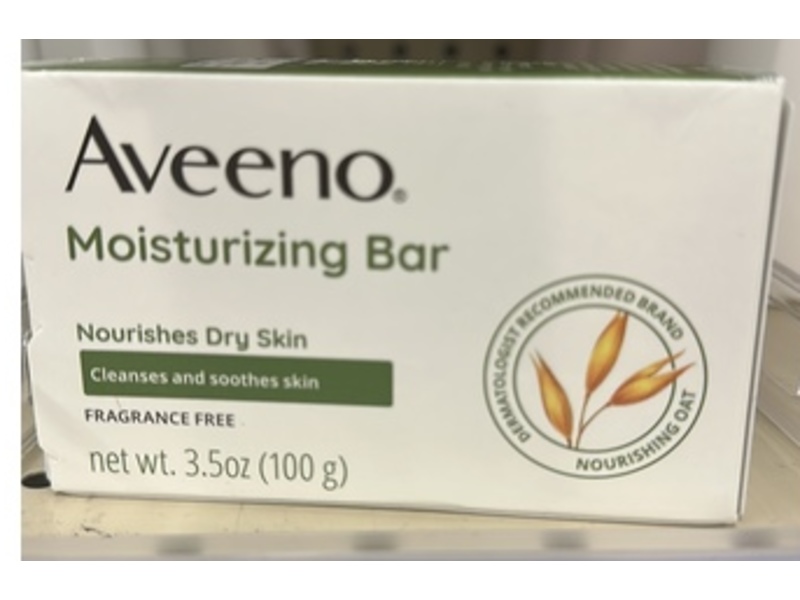 Aveeno®
Moisturizing Bar
Nourishes Dry Skin
Cleanses and soothes skin
FRAGRANCE FREE
net wt. 3.5oz (100 g)
DERMATOLOGIST RECOMMENDED BRAND
NOURISHING OAT